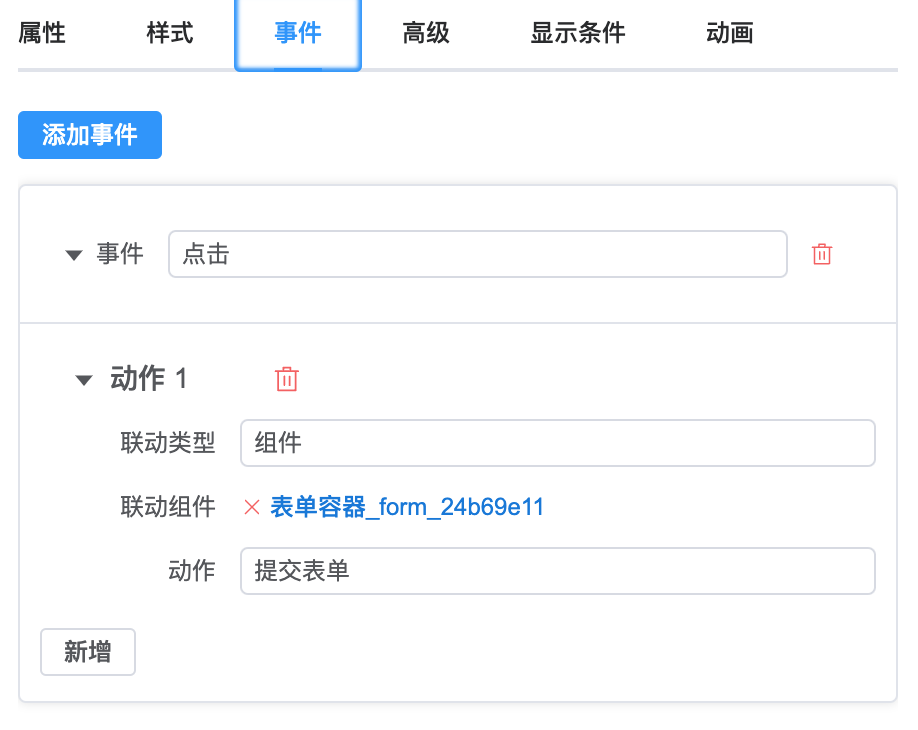 属性 样式 事件 高级 显示条件 动画
添加事件
事件 点击
动作 1
联动类型 组件
联动组件 表单容器_form_24b69e11
动作 提交表单
新增